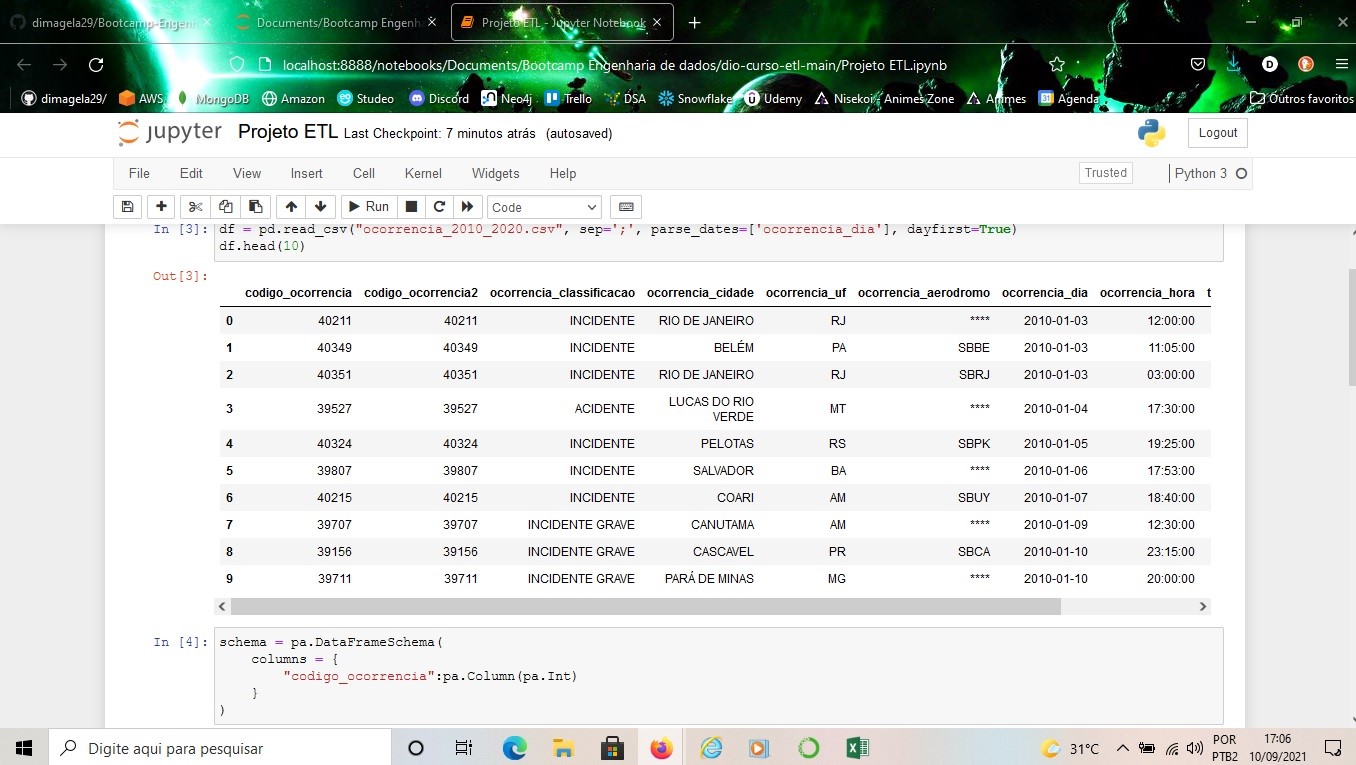 dimagela29/Bootcamp-Engenh
Documents/Bootcamp Engenha
Projeto ETL - Jupyter Notebook
localhost:8888/notebooks/Documents/Bootcamp Engenharia de dados/dio-curso-etl-main/Projeto ETL.ipynb
dimagela29/ AWS MongoDB Amazon Studeo Discord Neo4j Trello DSA Snowflake Udemy Nisekoi - Animes Zone Animes Agenda Outros favoritos
jupyter Projeto ETL Last Checkpoint: 7 minutos atrás (autosaved) Logout
File Edit View Insert Cell Kernel Widgets Help Trusted Python 3
Run Code
In [3]: df = pd.read_csv("ocorrencia_2010_2020.csv", sep=';', parse_dates=['ocorrencia_dia'], dayfirst=True)
df.head(10)
Out[3]:
codigo_ocorrencia codigo_ocorrencia2 ocorrencia_classificacao ocorrencia_cidade ocorrencia_uf ocorrencia_aerodromo ocorrencia_dia ocorrencia_hora t
0 40211 40211 INCIDENTE RIO DE JANEIRO RJ **** 2010-01-03 12:00:00
1 40349 40349 INCIDENTE BELÉM PA SBBE 2010-01-03 11:05:00
2 40351 40351 INCIDENTE RIO DE JANEIRO RJ SBRJ 2010-01-03 03:00:00
3 39527 39527 ACIDENTE LUCAS DO RIO VERDE MT **** 2010-01-04 17:30:00
4 40324 40324 INCIDENTE PELOTAS RS SBPK 2010-01-05 19:25:00
5 39807 39807 INCIDENTE SALVADOR BA **** 2010-01-06 17:53:00
6 40215 40215 INCIDENTE COARI AM SBUY 2010-01-07 18:40:00
7 39707 39707 INCIDENTE GRAVE CANUTAMA AM **** 2010-01-09 12:30:00
8 39156 39156 INCIDENTE GRAVE CASCAVEL PR SBCA 2010-01-10 23:15:00
9 39711 39711 INCIDENTE GRAVE PARÁ DE MINAS MG **** 2010-01-10 20:00:00
In [4]: schema = pa.DataFrameSchema(
columns = {
"codigo_ocorrencia":pa.Column(pa.Int)
}
)
Digite aqui para pesquisar
31°C
POR
PTB2
17:06
10/09/2021